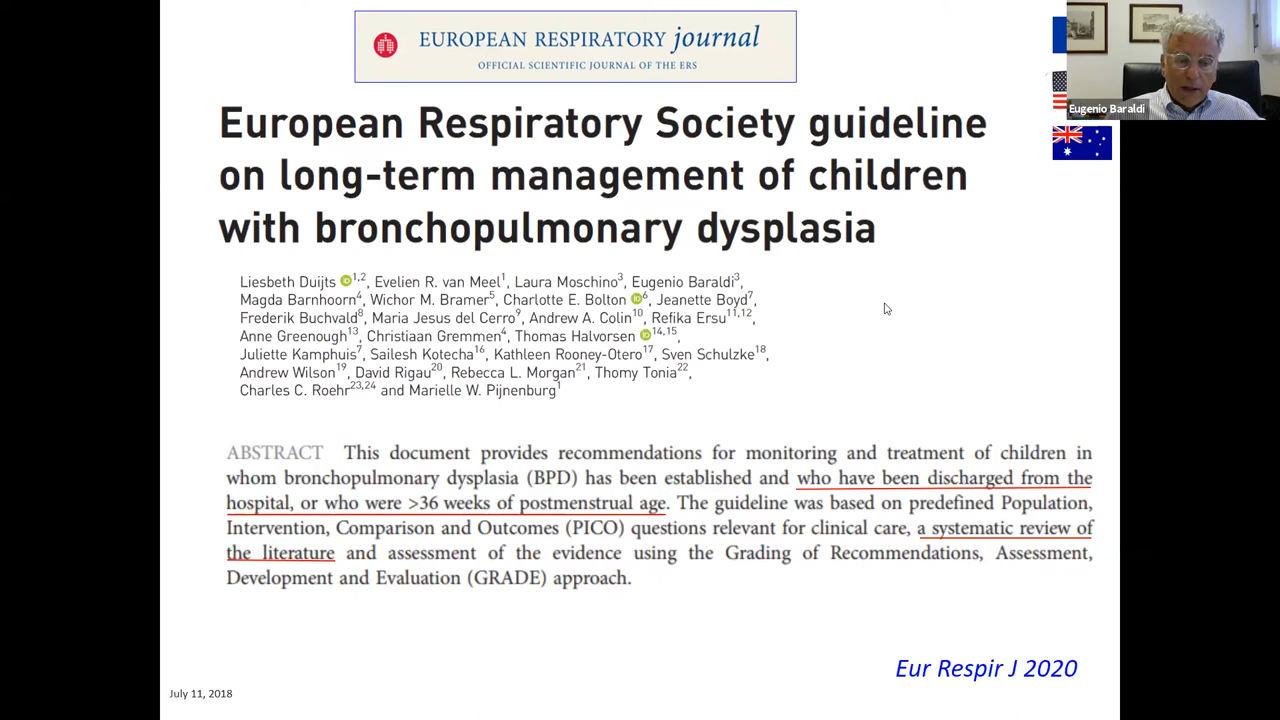 EUROPEAN RESPIRATORY journal
OFFICIAL SCIENTIFIC JOURNAL OF THE ERS
Eugenio Baraldi
European Respiratory Society guideline
on long-term management of children
with bronchopulmonary dysplasia
Liesbeth Duijts iD 1,2, Evelien R. van Meel1, Laura Moschino3, Eugenio Baraldi3,
Magda Barnhoorn4, Wichor M. Bramer5, Charlotte E. Bolton iD 6, Jeanette Boyd7,
Frederik Buchvald8, Maria Jesus del Cerro9, Andrew A. Colin10, Refika Ersu11,12,
Anne Greenough13, Christiaan Gremmen4, Thomas Halvorsen iD 14,15,
Juliette Kamphuis7, Sailesh Kotecha16, Kathleen Rooney-Otero17, Sven Schulzke18,
Andrew Wilson19, David Rigau20, Rebecca L. Morgan21, Thomy Tonia22,
Charles C. Roehr23,24 and Marielle W. Pijnenburg1
ABSTRACT This document provides recommendations for monitoring and treatment of children in
whom bronchopulmonary dysplasia (BPD) has been established and who have been discharged from the
hospital, or who were >36 weeks of postmenstrual age. The guideline was based on predefined Population,
Intervention, Comparison and Outcomes (PICO) questions relevant for clinical care, a systematic review of
the literature and assessment of the evidence using the Grading of Recommendations, Assessment,
Development and Evaluation (GRADE) approach.
Eur Respir J 2020
July 11, 2018